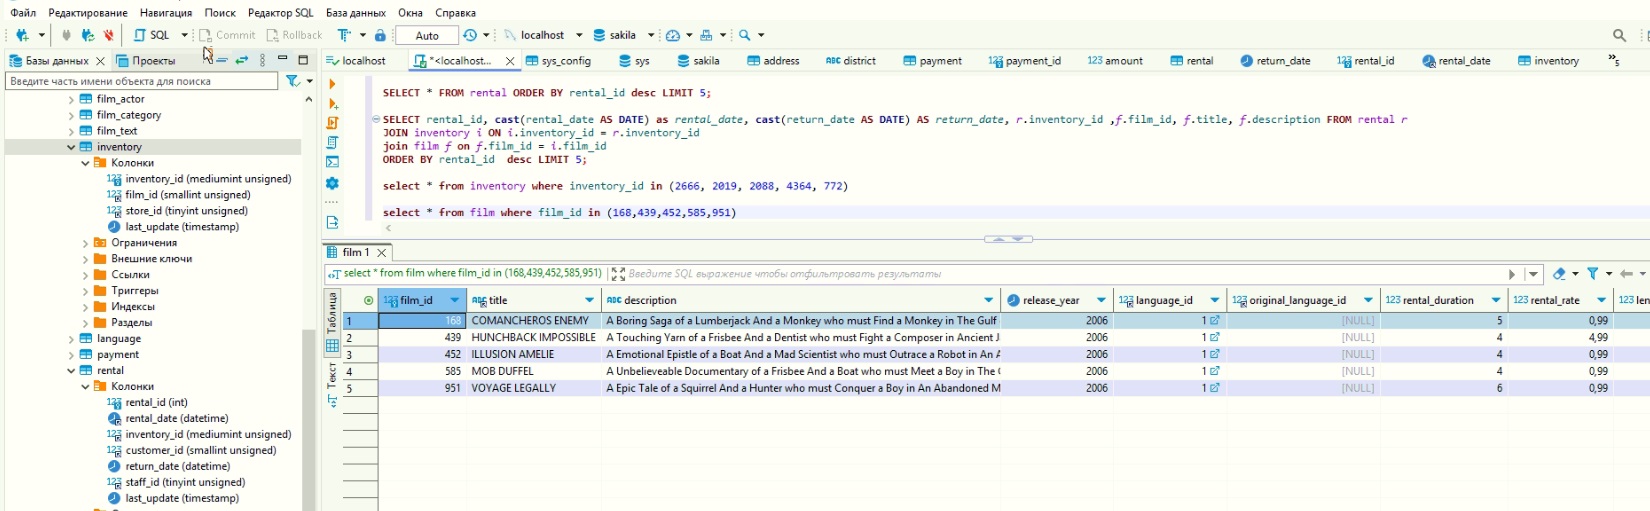 Файл Редактирование Навигация Поиск Редактор SQL База данных Окна Справка
SQL Commit Rollback Auto localhost sakila
Базы данных Проекты
localhost *<localhost... sys_config sys sakila address district payment payment_id amount rental return_date rental_id rental_date inventory »5
Введите часть имени объекта для поиска
film_actor
film_category
film_text
inventory
Колонки
inventory_id (mediumint unsigned)
film_id (smallint unsigned)
store_id (tinyint unsigned)
last_update (timestamp)
Ограничения
Внешние ключи
Ссылки
Триггеры
Индексы
Разделы
language
payment
rental
Колонки
rental_id (int)
rental_date (datetime)
inventory_id (mediumint unsigned)
customer_id (smallint unsigned)
return_date (datetime)
staff_id (tinyint unsigned)
last_update (timestamp)
SELECT * FROM rental ORDER BY rental_id desc LIMIT 5;
SELECT rental_id, cast(rental_date AS DATE) as rental_date, cast(return_date AS DATE) AS return_date, r.inventory_id ,f.film_id, f.title, f.description FROM rental r
JOIN inventory i ON i.inventory_id = r.inventory_id
join film f on f.film_id = i.film_id
ORDER BY rental_id desc LIMIT 5;
select * from inventory where inventory_id in (2666, 2019, 2088, 4364, 772)
select * from film where film_id in (168,439,452,585,951)
film 1
select * from film where film_id in (168,439,452,585,951) Введите SQL выражение чтобы отфильтровать результаты
Таблица
Текст
film_id title description release_year language_id original_language_id rental_duration rental_rate len
1 168 COMANCHEROS ENEMY A Boring Saga of a Lumberjack And a Monkey who must Find a Monkey in The Gulf 2006 1 [NULL] 5 0,99
2 439 HUNCHBACK IMPOSSIBLE A Touching Yarn of a Frisbee And a Dentist who must Fight a Composer in Ancient J 2006 1 [NULL] 4 4,99
3 452 ILLUSION AMELIE A Emotional Epistle of a Boat And a Mad Scientist who must Outrace a Robot in An A 2006 1 [NULL] 4 0,99
4 585 MOB DUFFEL A Unbelieveable Documentary of a Frisbee And a Boat who must Meet a Boy in The C 2006 1 [NULL] 4 0,99
5 951 VOYAGE LEGALLY A Epic Tale of a Squirrel And a Hunter who must Conquer a Boy in An Abandoned M 2006 1 [NULL] 6 0,99